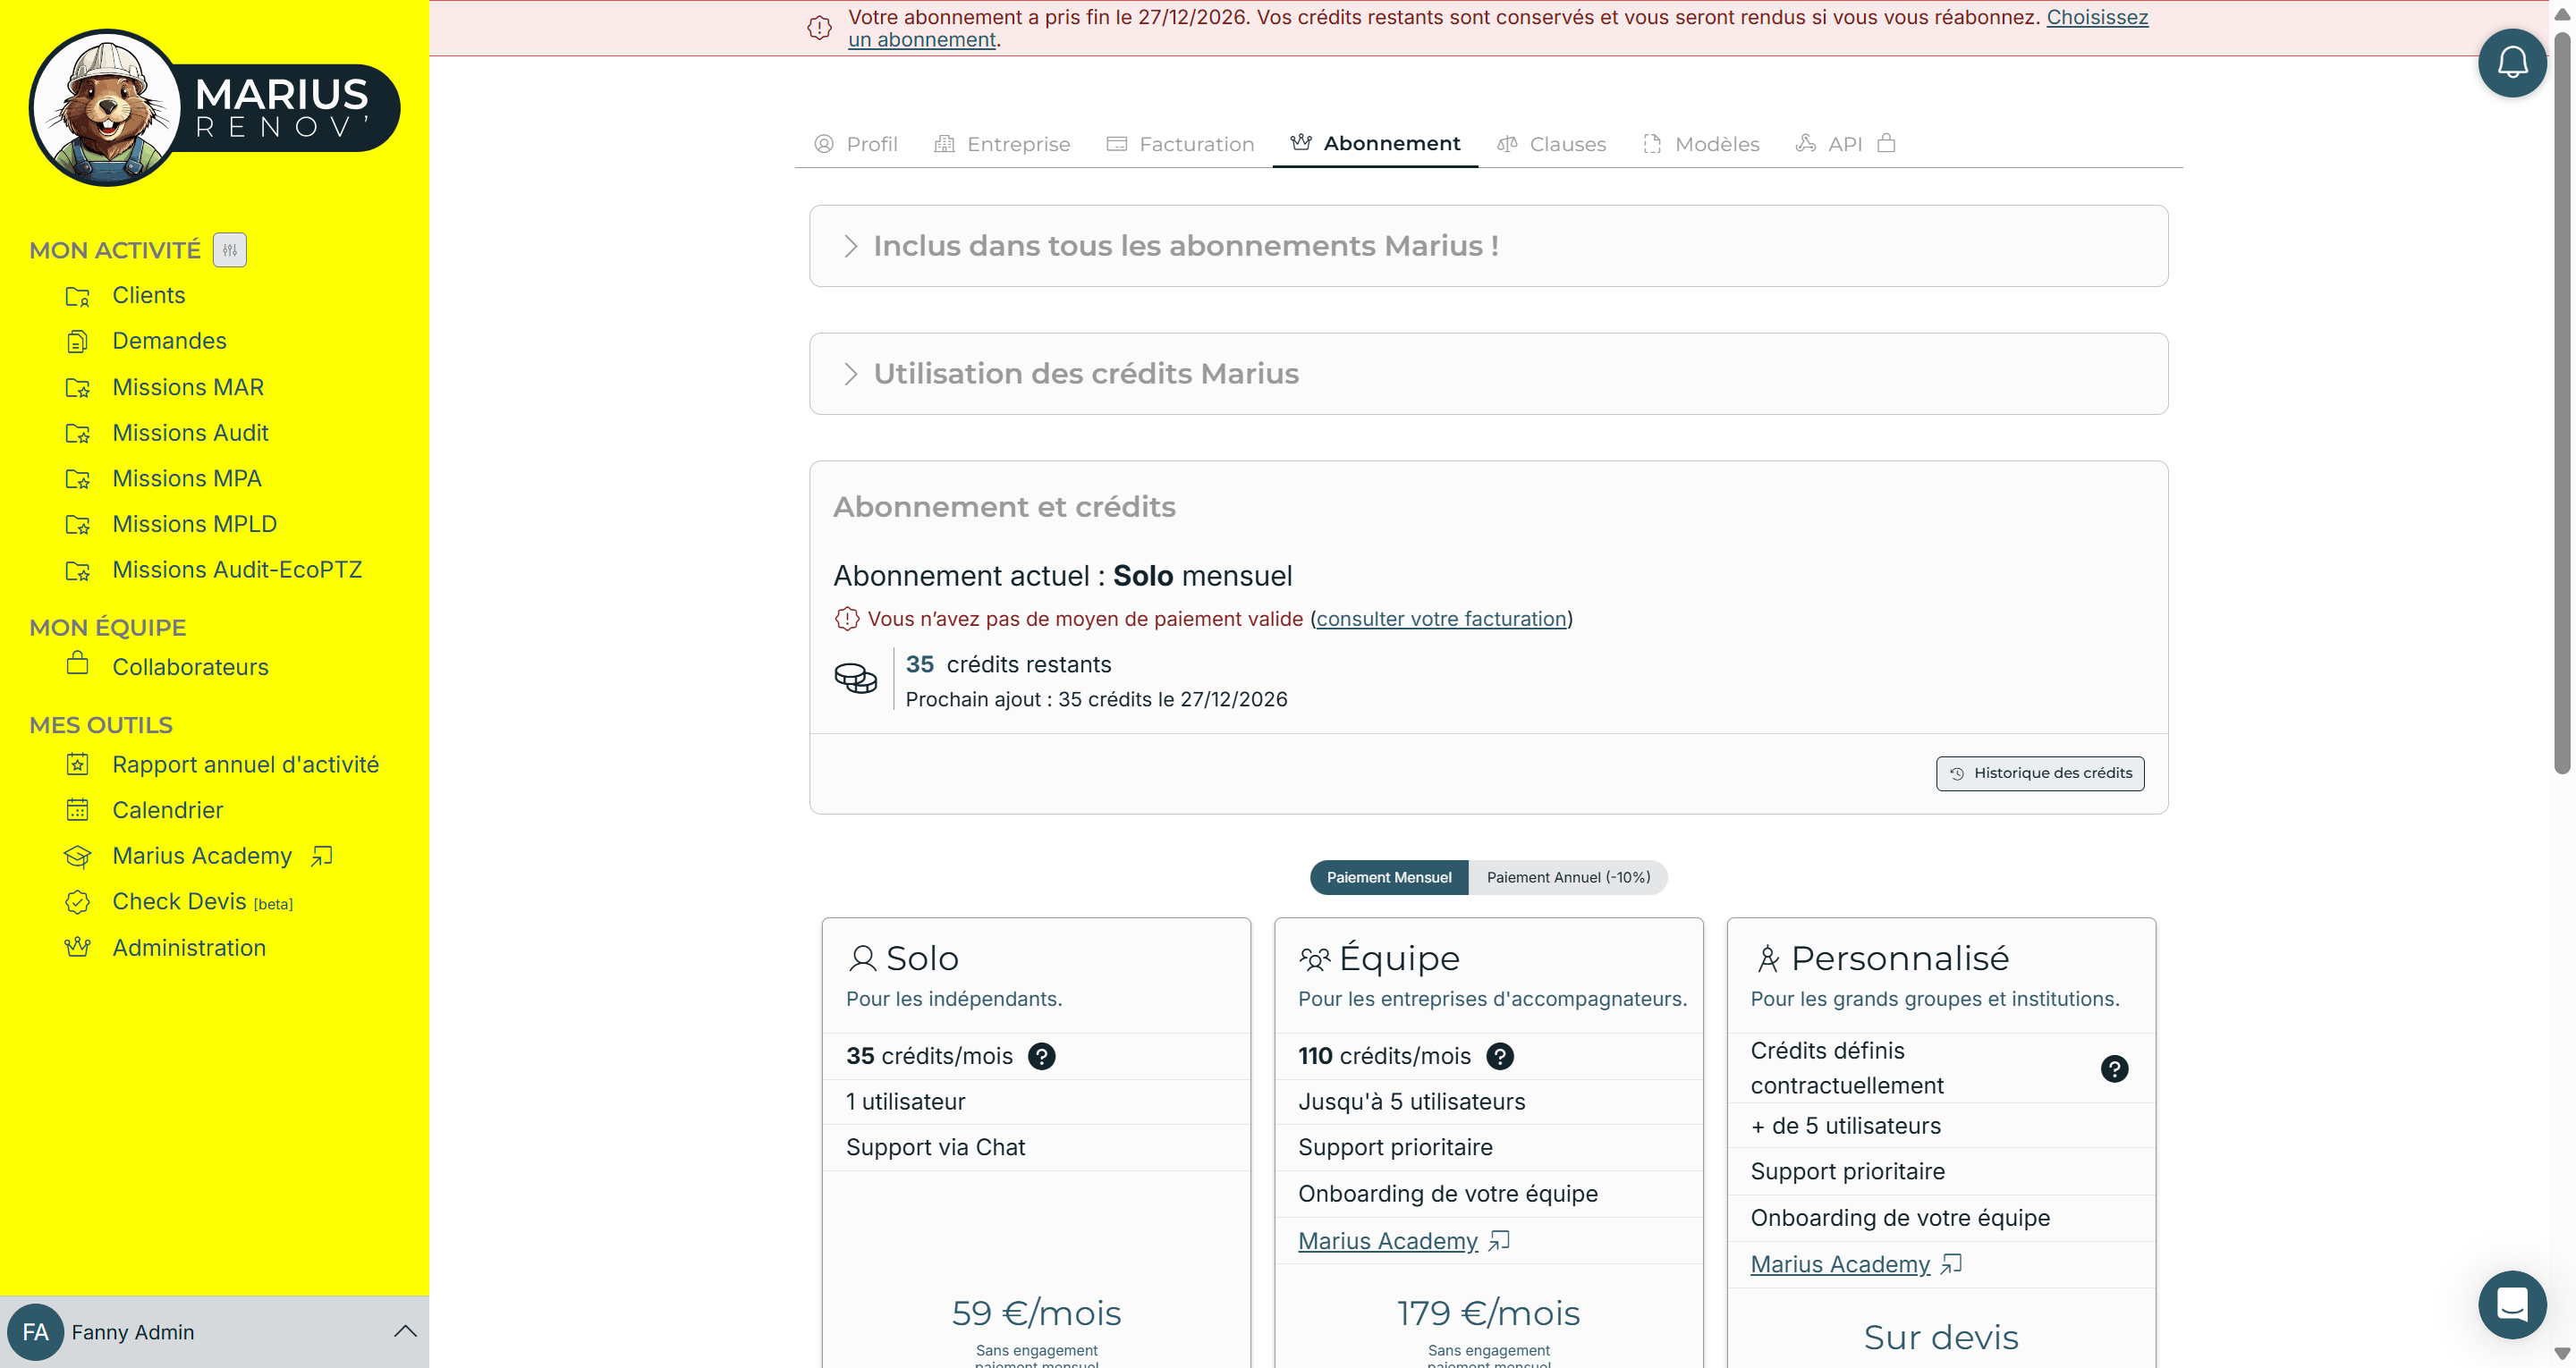 Votre abonnement a pris fin le 27/12/2026. Vos crédits restants sont conservés et vous seront rendus si vous vous réabonnez. Choisissez
un abonnement.
MARIUS
RENOV'
MON ACTIVITÉ
Clients
Demandes
Missions MAR
Missions Audit
Missions MPA
Missions MPLD
Missions Audit-EcoPTZ
MON ÉQUIPE
Collaborateurs
MES OUTILS
Rapport annuel d'activité
Calendrier
Marius Academy
Check Devis [beta]
Administration
FA Fanny Admin
Profil Entreprise Facturation Abonnement Clauses Modèles API
Inclus dans tous les abonnements Marius !
Utilisation des crédits Marius
Abonnement et crédits
Abonnement actuel : Solo mensuel
Vous n’avez pas de moyen de paiement valide (consulter votre facturation)
35 crédits restants
Prochain ajout : 35 crédits le 27/12/2026
Historique des crédits
Paiement Mensuel Paiement Annuel (-10%)
Solo
Pour les indépendants.
35 crédits/mois ?
1 utilisateur
Support via Chat
59 €/mois
Sans engagement
paiement mensuel
Équipe
Pour les entreprises d'accompagnateurs.
110 crédits/mois ?
Jusqu'à 5 utilisateurs
Support prioritaire
Onboarding de votre équipe
Marius Academy
179 €/mois
Sans engagement
paiement mensuel
Personnalisé
Pour les grands groupes et institutions.
Crédits définis
contractuellement ?
+ de 5 utilisateurs
Support prioritaire
Onboarding de votre équipe
Marius Academy
Sur devis